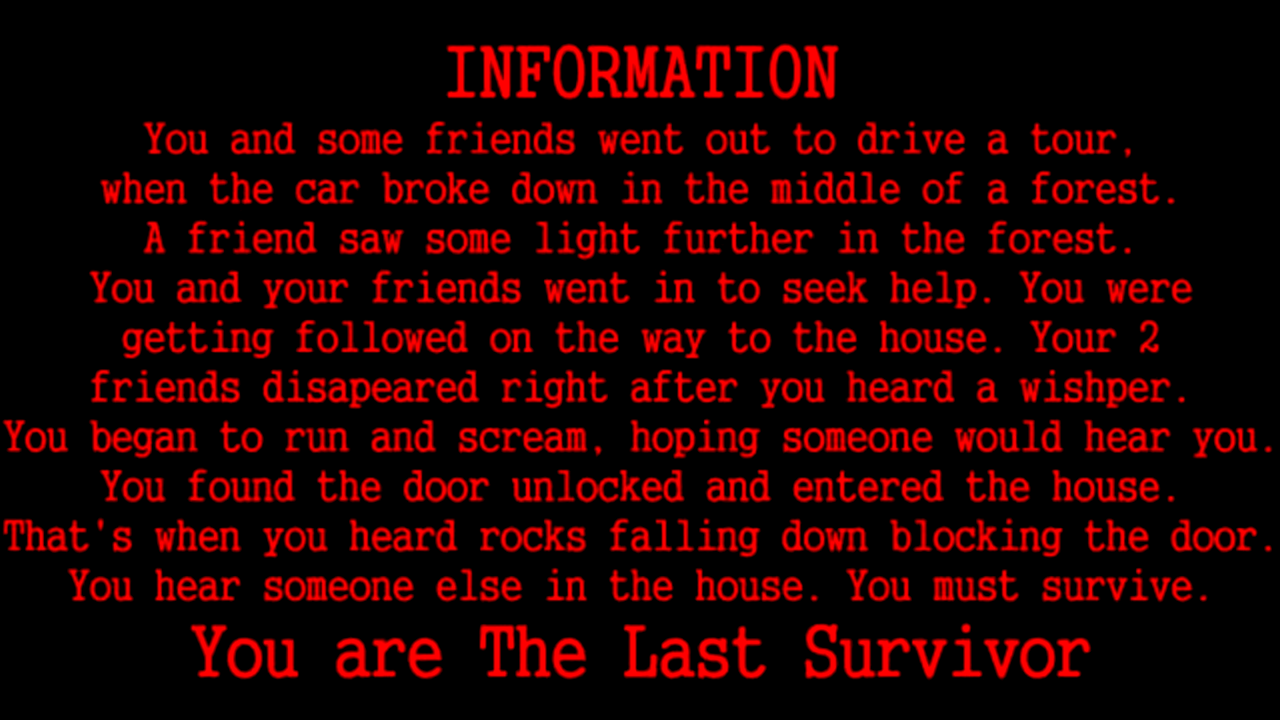 INFORMATION
You and some friends went out to drive a tour,
when the car broke down in the middle of a forest.
A friend saw some light further in the forest.
You and your friends went in to seek help. You were
getting followed on the way to the house. Your 2
friends disapeared right after you heard a wishper.
You began to run and scream, hoping someone would hear you.
You found the door unlocked and entered the house.
That's when you heard rocks falling down blocking the door.
You hear someone else in the house. You must survive.
You are The Last Survivor